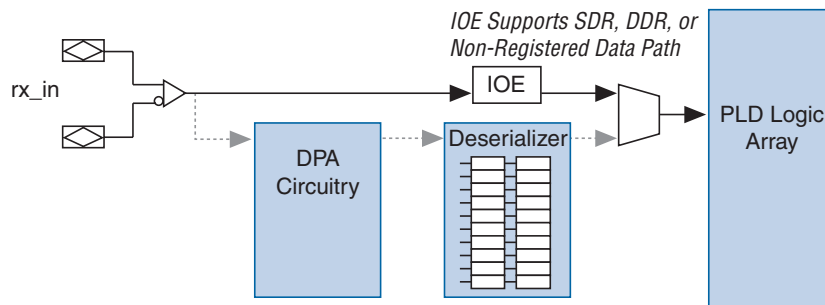 IOE Supports SDR, DDR, or
Non-Registered Data Path
rx_in
IOE
PLD Logic
Array
DPA
Circuitry
Deserializer